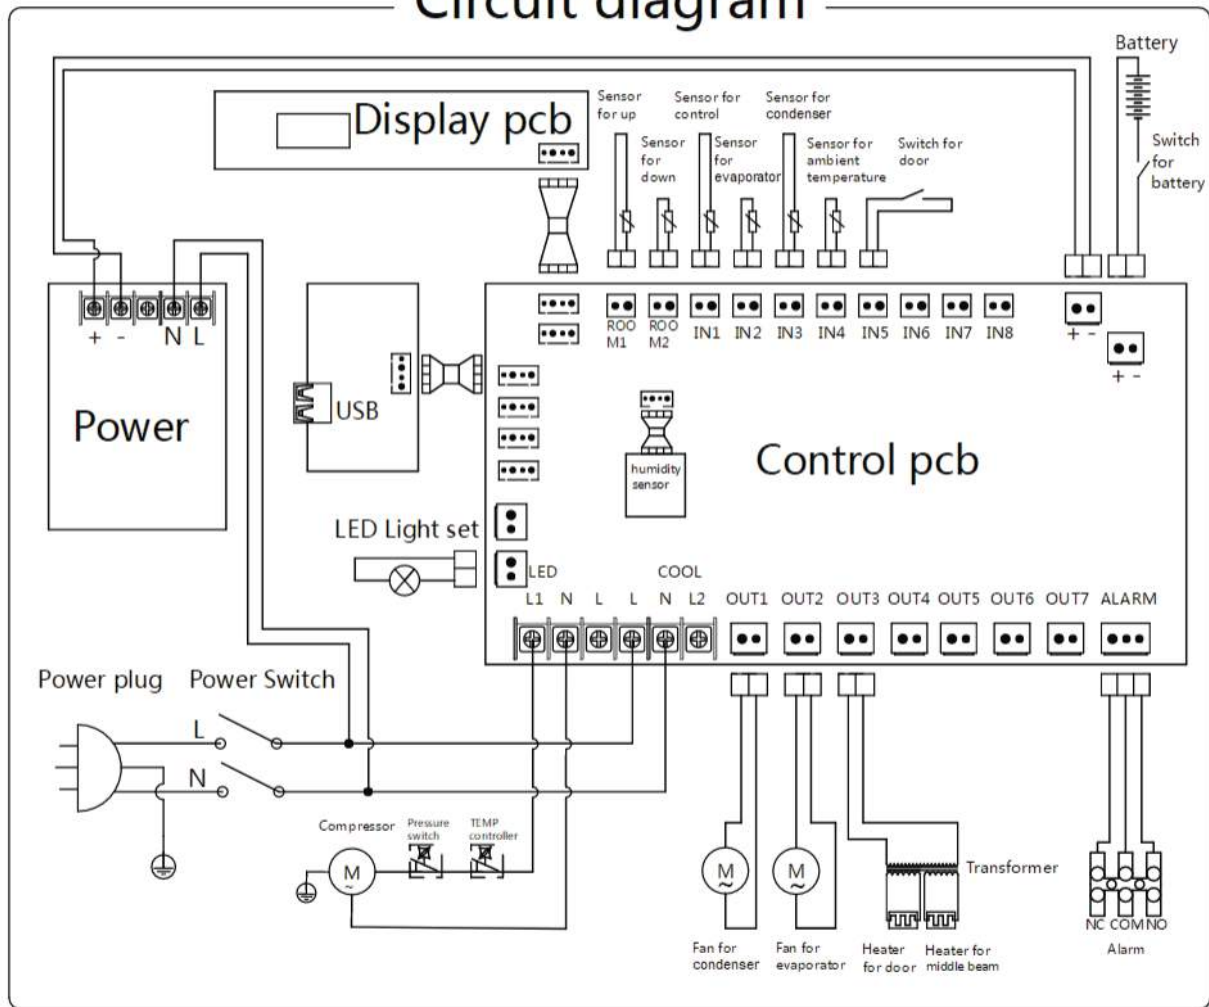 Circuit diagram
Battery
Sensor for up
Sensor for control
Sensor for condenser
Display pcb
Sensor for down
Sensor for evaporator
Sensor for ambient temperature
Switch for door
Switch for battery
+ - N L
Power
USB
ROO M1
ROO M2
IN1 IN2 IN3 IN4 IN5 IN6 IN7 IN8
+ -
+ -
humidity sensor
Control pcb
LED Light set
LED
COOL
L1 N L L N L2 OUT1 OUT2 OUT3 OUT4 OUT5 OUT6 OUT7 ALARM
Power plug
Power Switch
L
N
Compressor
Pressure switch
TEMP controller
M ~
M ~
M ~
Transformer
NC COM NO
Fan for condenser
Fan for evaporator
Heater for door
Heater for middle beam
Alarm